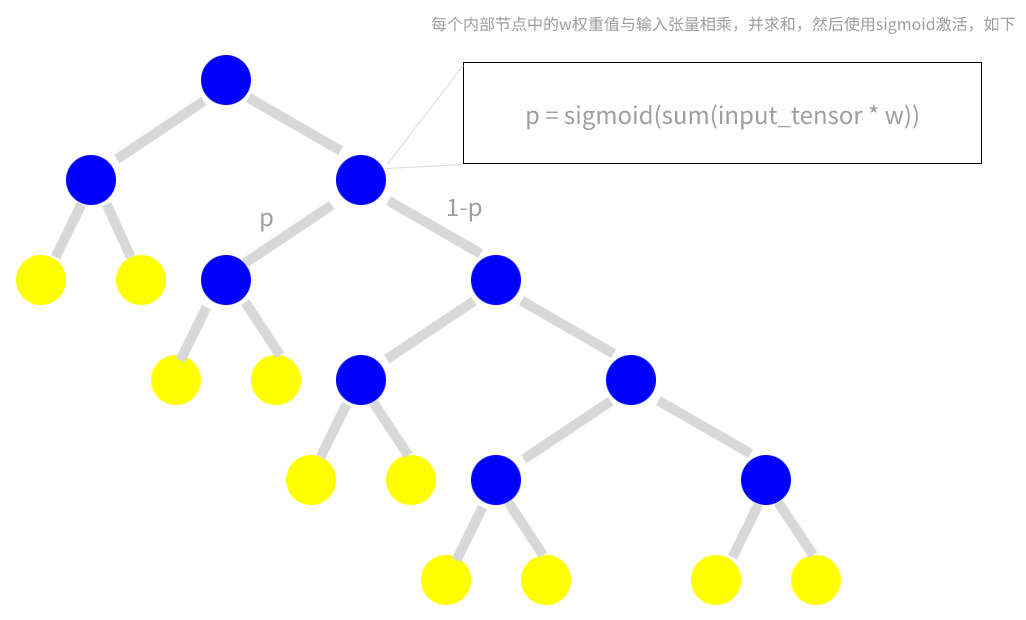 每个内部节点中的w权重值与输入张量相乘，并求和，然后使用sigmoid激活，如下
p = sigmoid(sum(input_tensor * w))
p
1-p